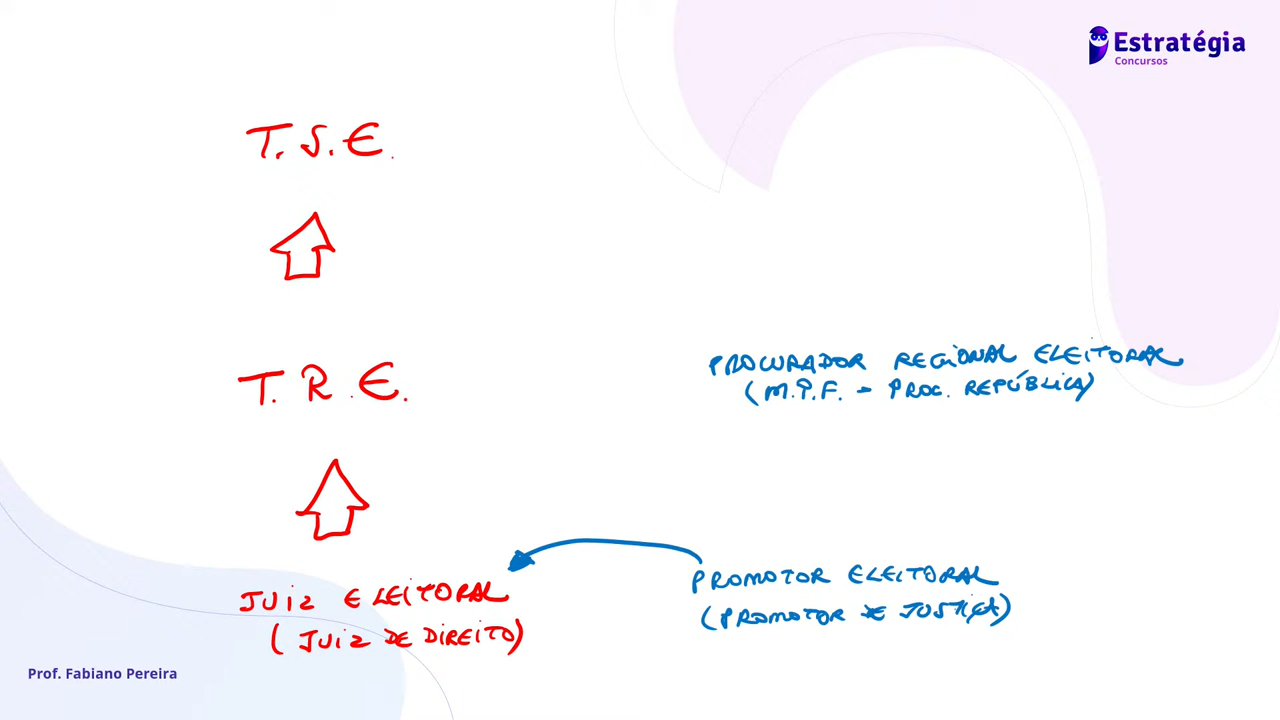 Estratégia
Concursos
T.S.E.
T.R.E.
PROCURADOR REGIONAL ELEITORAL
(M.P.F. - PROC. REPÚBLICA)
JUIZ ELEITORAL
(JUIZ DE DIREITO)
PROMOTOR ELEITORAL
(PROMOTOR DE JUSTIÇA)
Prof. Fabiano Pereira